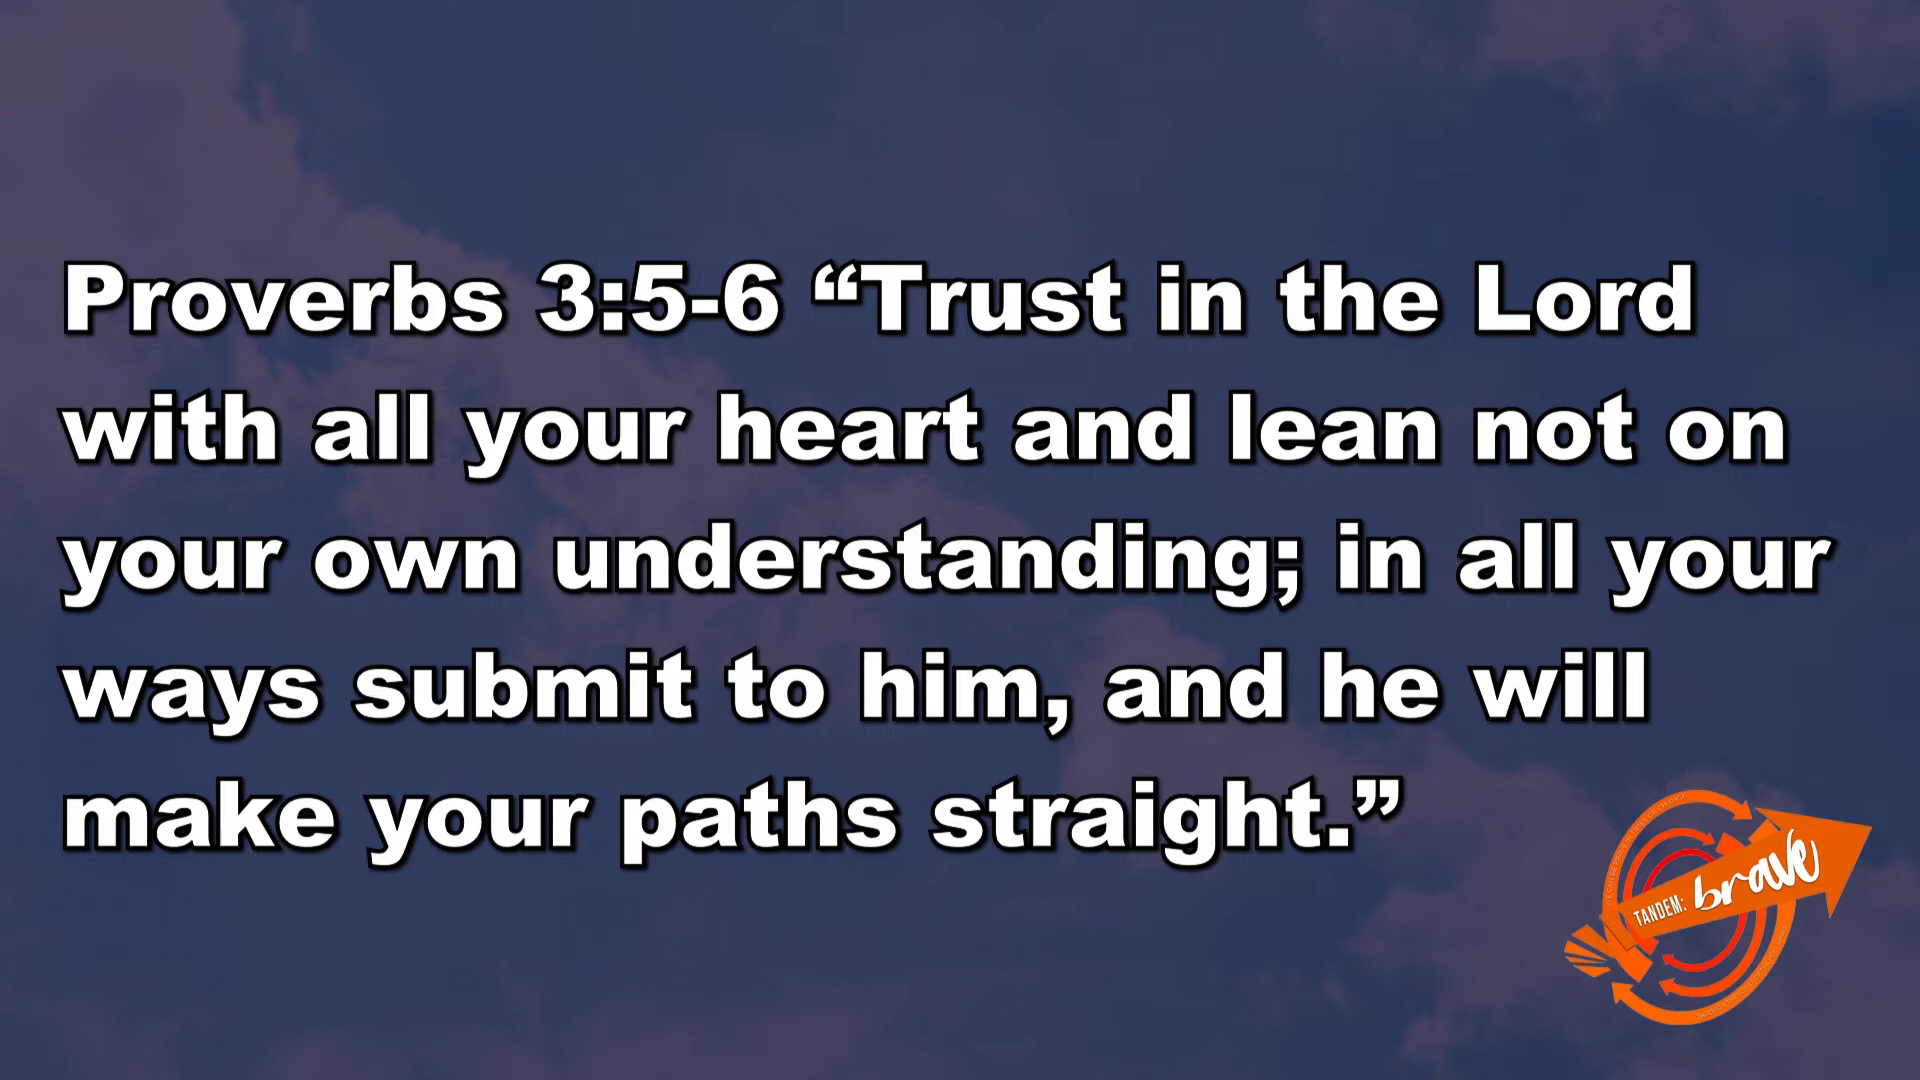 Proverbs 3:5-6 “Trust in the Lord
with all your heart and lean not on
your own understanding; in all your
ways submit to him, and he will
make your paths straight.”
TANDEM: brave